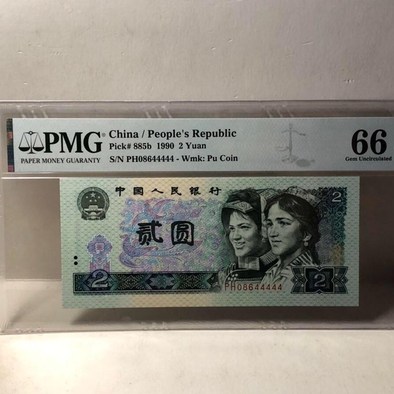 PMG
PAPER MONEY GUARANTY
China / People's Republic
Pick# 885b 1990 2 Yuan
S/N PH08644444 - Wmk: Pu Coin
66
Gem Uncirculated
中国人民银行
贰圆
2
2
2
PH08644444